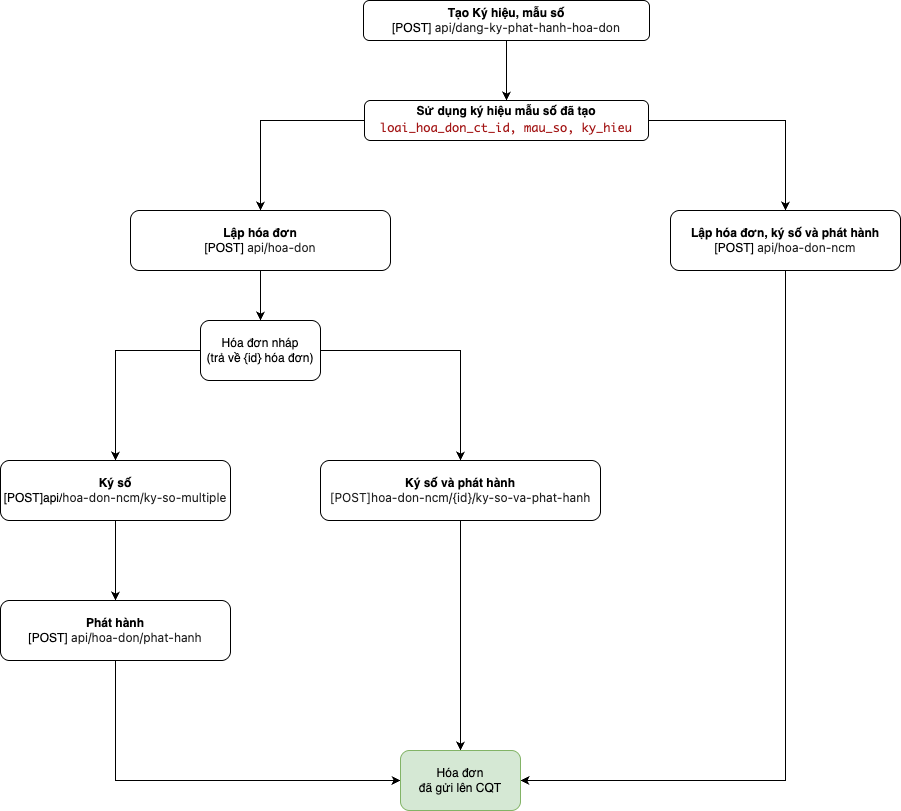 Tạo Ký hiệu, mẫu số
[POST] api/dang-ky-phat-hanh-hoa-don
Sử dụng ký hiệu mẫu số đã tạo
loai_hoa_don_ct_id, mau_so, ky_hieu
Lập hóa đơn
[POST] api/hoa-don
Lập hóa đơn, ký số và phát hành
[POST] api/hoa-don-ncm
Hóa đơn nháp
(trả về {id} hóa đơn)
Ký số
[POST]api/hoa-don-ncm/ky-so-multiple
Ký số và phát hành
[POST]hoa-don-ncm/{id}/ky-so-va-phat-hanh
Phát hành
[POST] api/hoa-don/phat-hanh
Hóa đơn
đã gửi lên CQT